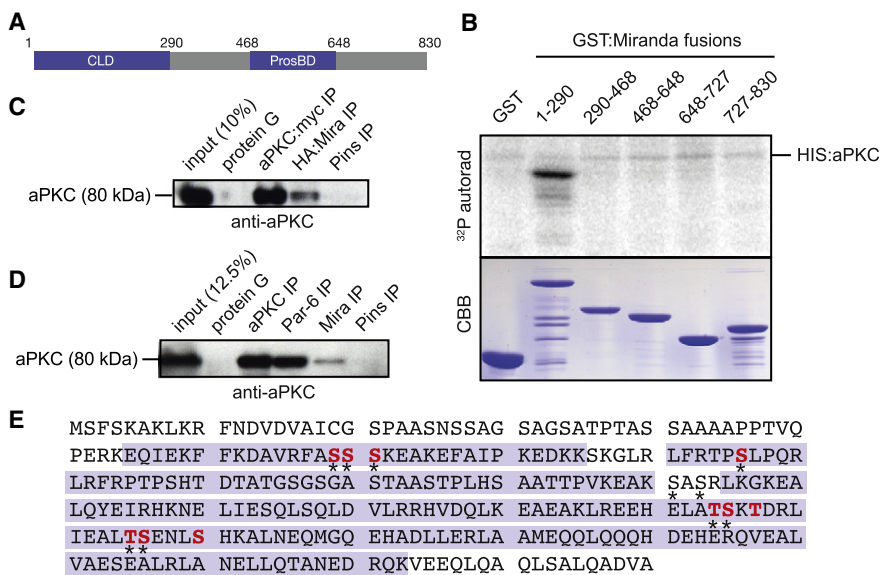 A
1 290 468 648 830
CLD ProsBD
B
GST:Miranda fusions
GST 1-290 290-468 468-648 648-727 727-830
³²P autorad
HIS:aPKC
CBB
C
input (10%) protein G aPKC:myc IP HA:Mira IP Pins IP
aPKC (80 kDa)
anti-aPKC
D
input (12.5%) protein G aPKC IP Par-6 IP Mira IP Pins IP
aPKC (80 kDa)
anti-aPKC
E
MSFSKAKLKR FNDVDVAICG SPAASNSSAG SAGSATPTAS SAAAAPPTVQ
PERKEQIEKF FKDAVRFASS SKEAKEFAIP KEDKKSKGLR LFRTPSLPQR
* * * *
LRFRPTPSHT DTATGSGSGA STAASTPLHS AATTPVKEAK SASRLKGKEA
* *
LQYEIRHKNE LIESQLSQLD VLRRHVDQLK EAEAKLREEH ELATSKTDRL
* *
IEALTSENLS HKALNEQMGQ EHADLLERLA AMEQQLQQQH DEHERQVEAL
* *
VAESEALRLA NELLQTANED RQKVEEQLQA QLSALQADVA